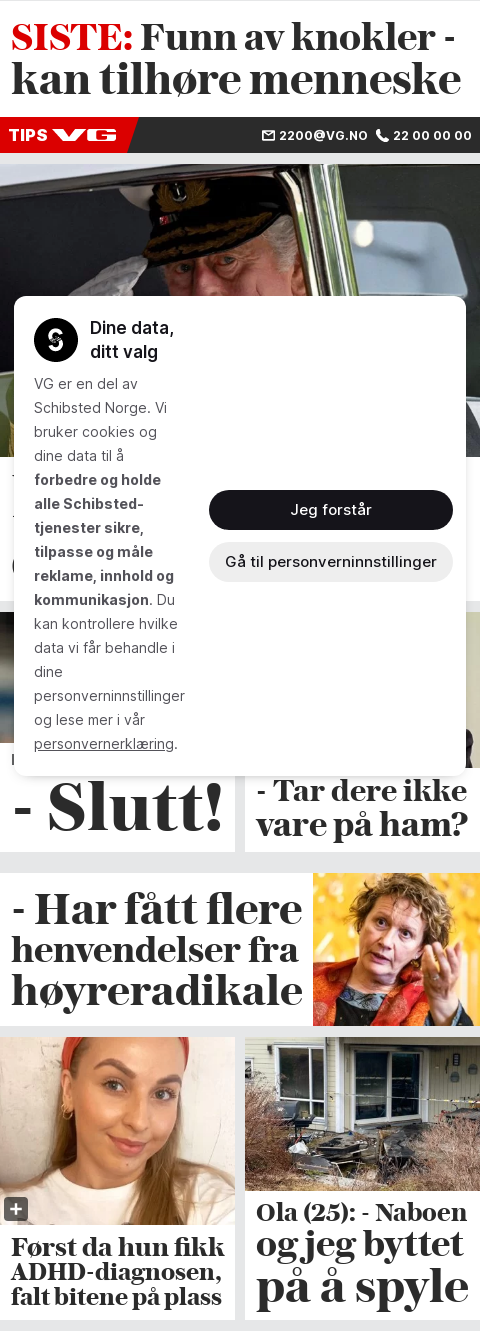 SISTE: Funn av knokler -
kan tilhøre menneske
TIPS VG
2200@VG.NO 22 00 00 00
Dine data,
ditt valg
VG er en del av
Schibsted Norge. Vi
bruker cookies og
dine data til å
forbedre og holde
alle Schibsted-
tjenester sikre,
tilpasse og måle
reklame, innhold og
kommunikasjon. Du
kan kontrollere hvilke
data vi får behandle i
dine
personverninnstillinger
og lese mer i vår
personvernerklæring.
Jeg forstår
Gå til personverninnstillinger
- Slutt!
- Tar dere ikke
vare på ham?
- Har fått flere
henvendelser fra
høyreradikale
Først da hun fikk
ADHD-diagnosen,
falt bitene på plass
Ola (25): - Naboen
og jeg byttet
på å spyle